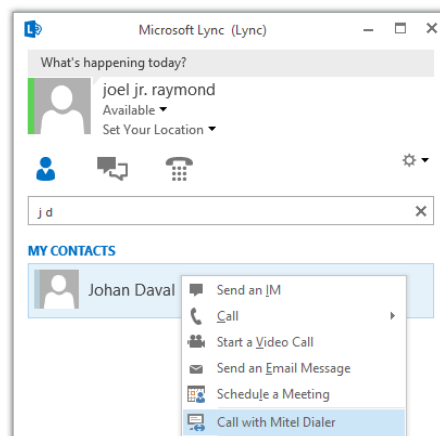 Microsoft Lync (Lync)
What's happening today?
joel jr. raymond
Available
Set Your Location
j d
MY CONTACTS
Johan Daval
Send an IM
Call
Start a Video Call
Send an Email Message
Schedule a Meeting
Call with Mitel Dialer